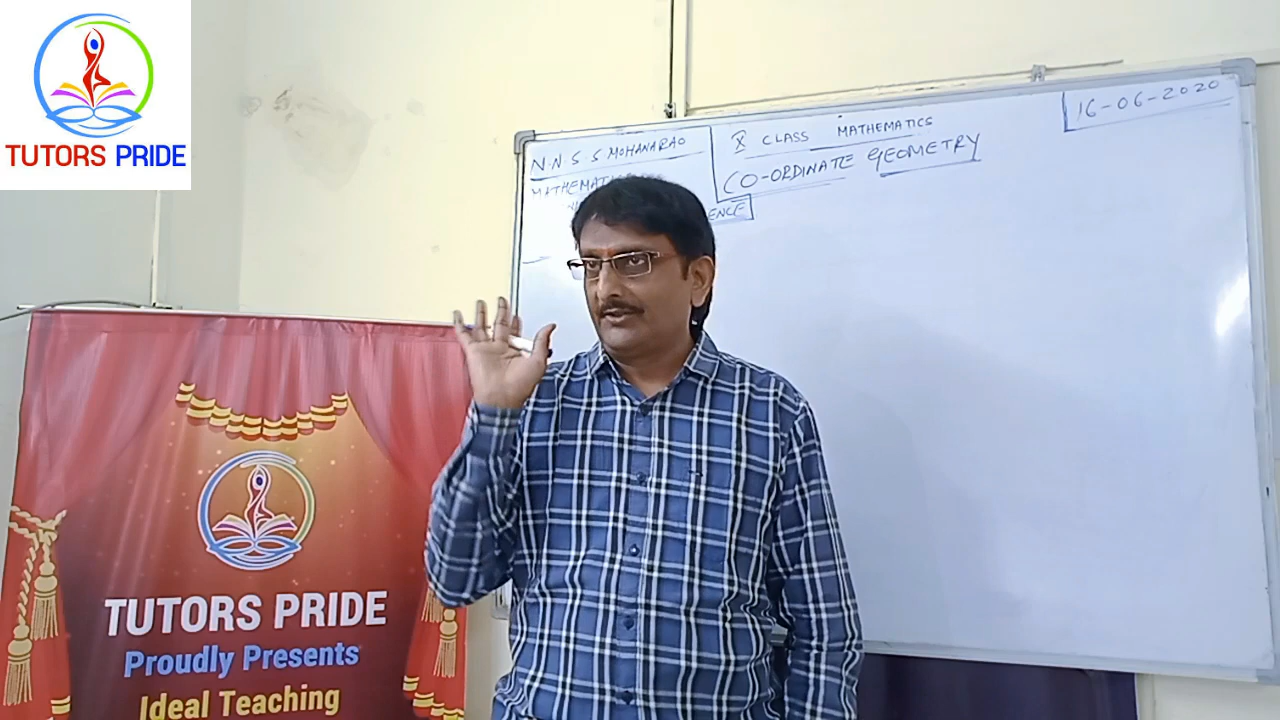 TUTORS PRIDE
16-06-2020
N. N S S MOHANARAO
X CLASS MATHEMATICS
CO-ORDINATE GEOMETRY
TUTORS PRIDE
Proudly Presents
Ideal Teaching